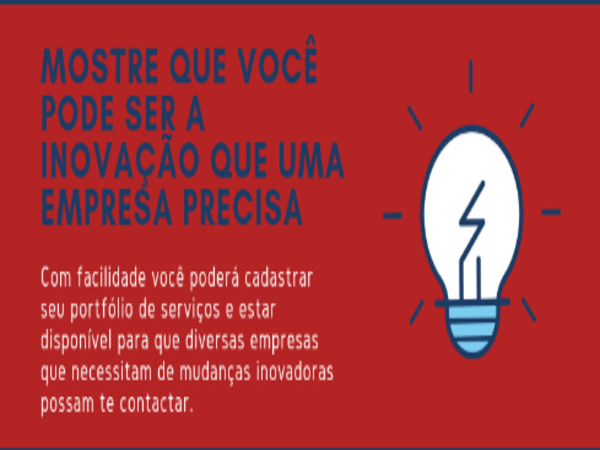 MOSTRE QUE VOCÊ
PODE SER A
INOVAÇÃO QUE UMA
EMPRESA PRECISA
Com facilidade você poderá cadastrar
seu portfólio de serviços e estar
disponível para que diversas empresas
que necessitam de mudanças inovadoras
possam te contactar.